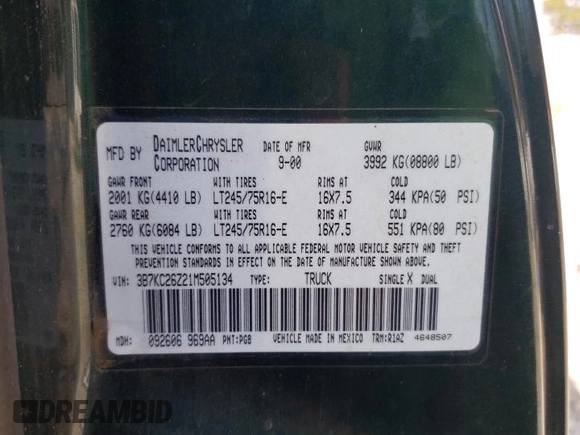 MFD BY DAIMLERCHRYSLER CORPORATION DATE OF MFR 9-00 GVWR 3992 KG(08800 LB)
GAWR FRONT WITH TIRES RIMS AT COLD
2001 KG(4410 LB) LT245/75R16-E 16X7.5 344 KPA(50 PSI)
GAWR REAR WITH TIRES RIMS AT COLD
2760 KG(6084 LB) LT245/75R16-E 16X7.5 551 KPA(80 PSI)
THIS VEHICLE CONFORMS TO ALL APPLICABLE FEDERAL MOTOR VEHICLE SAFETY AND THEFT
PREVENTION STANDARDS IN EFFECT ON THE DATE OF MANUFACTURE SHOWN ABOVE.
VIN: 3B7KC26Z21M505134 TYPE: TRUCK SINGLE X DUAL
MDH: 092606 969AA PNT:PGB VEHICLE MADE IN MEXICO TRM:R1AZ 4648507
DREAMBID